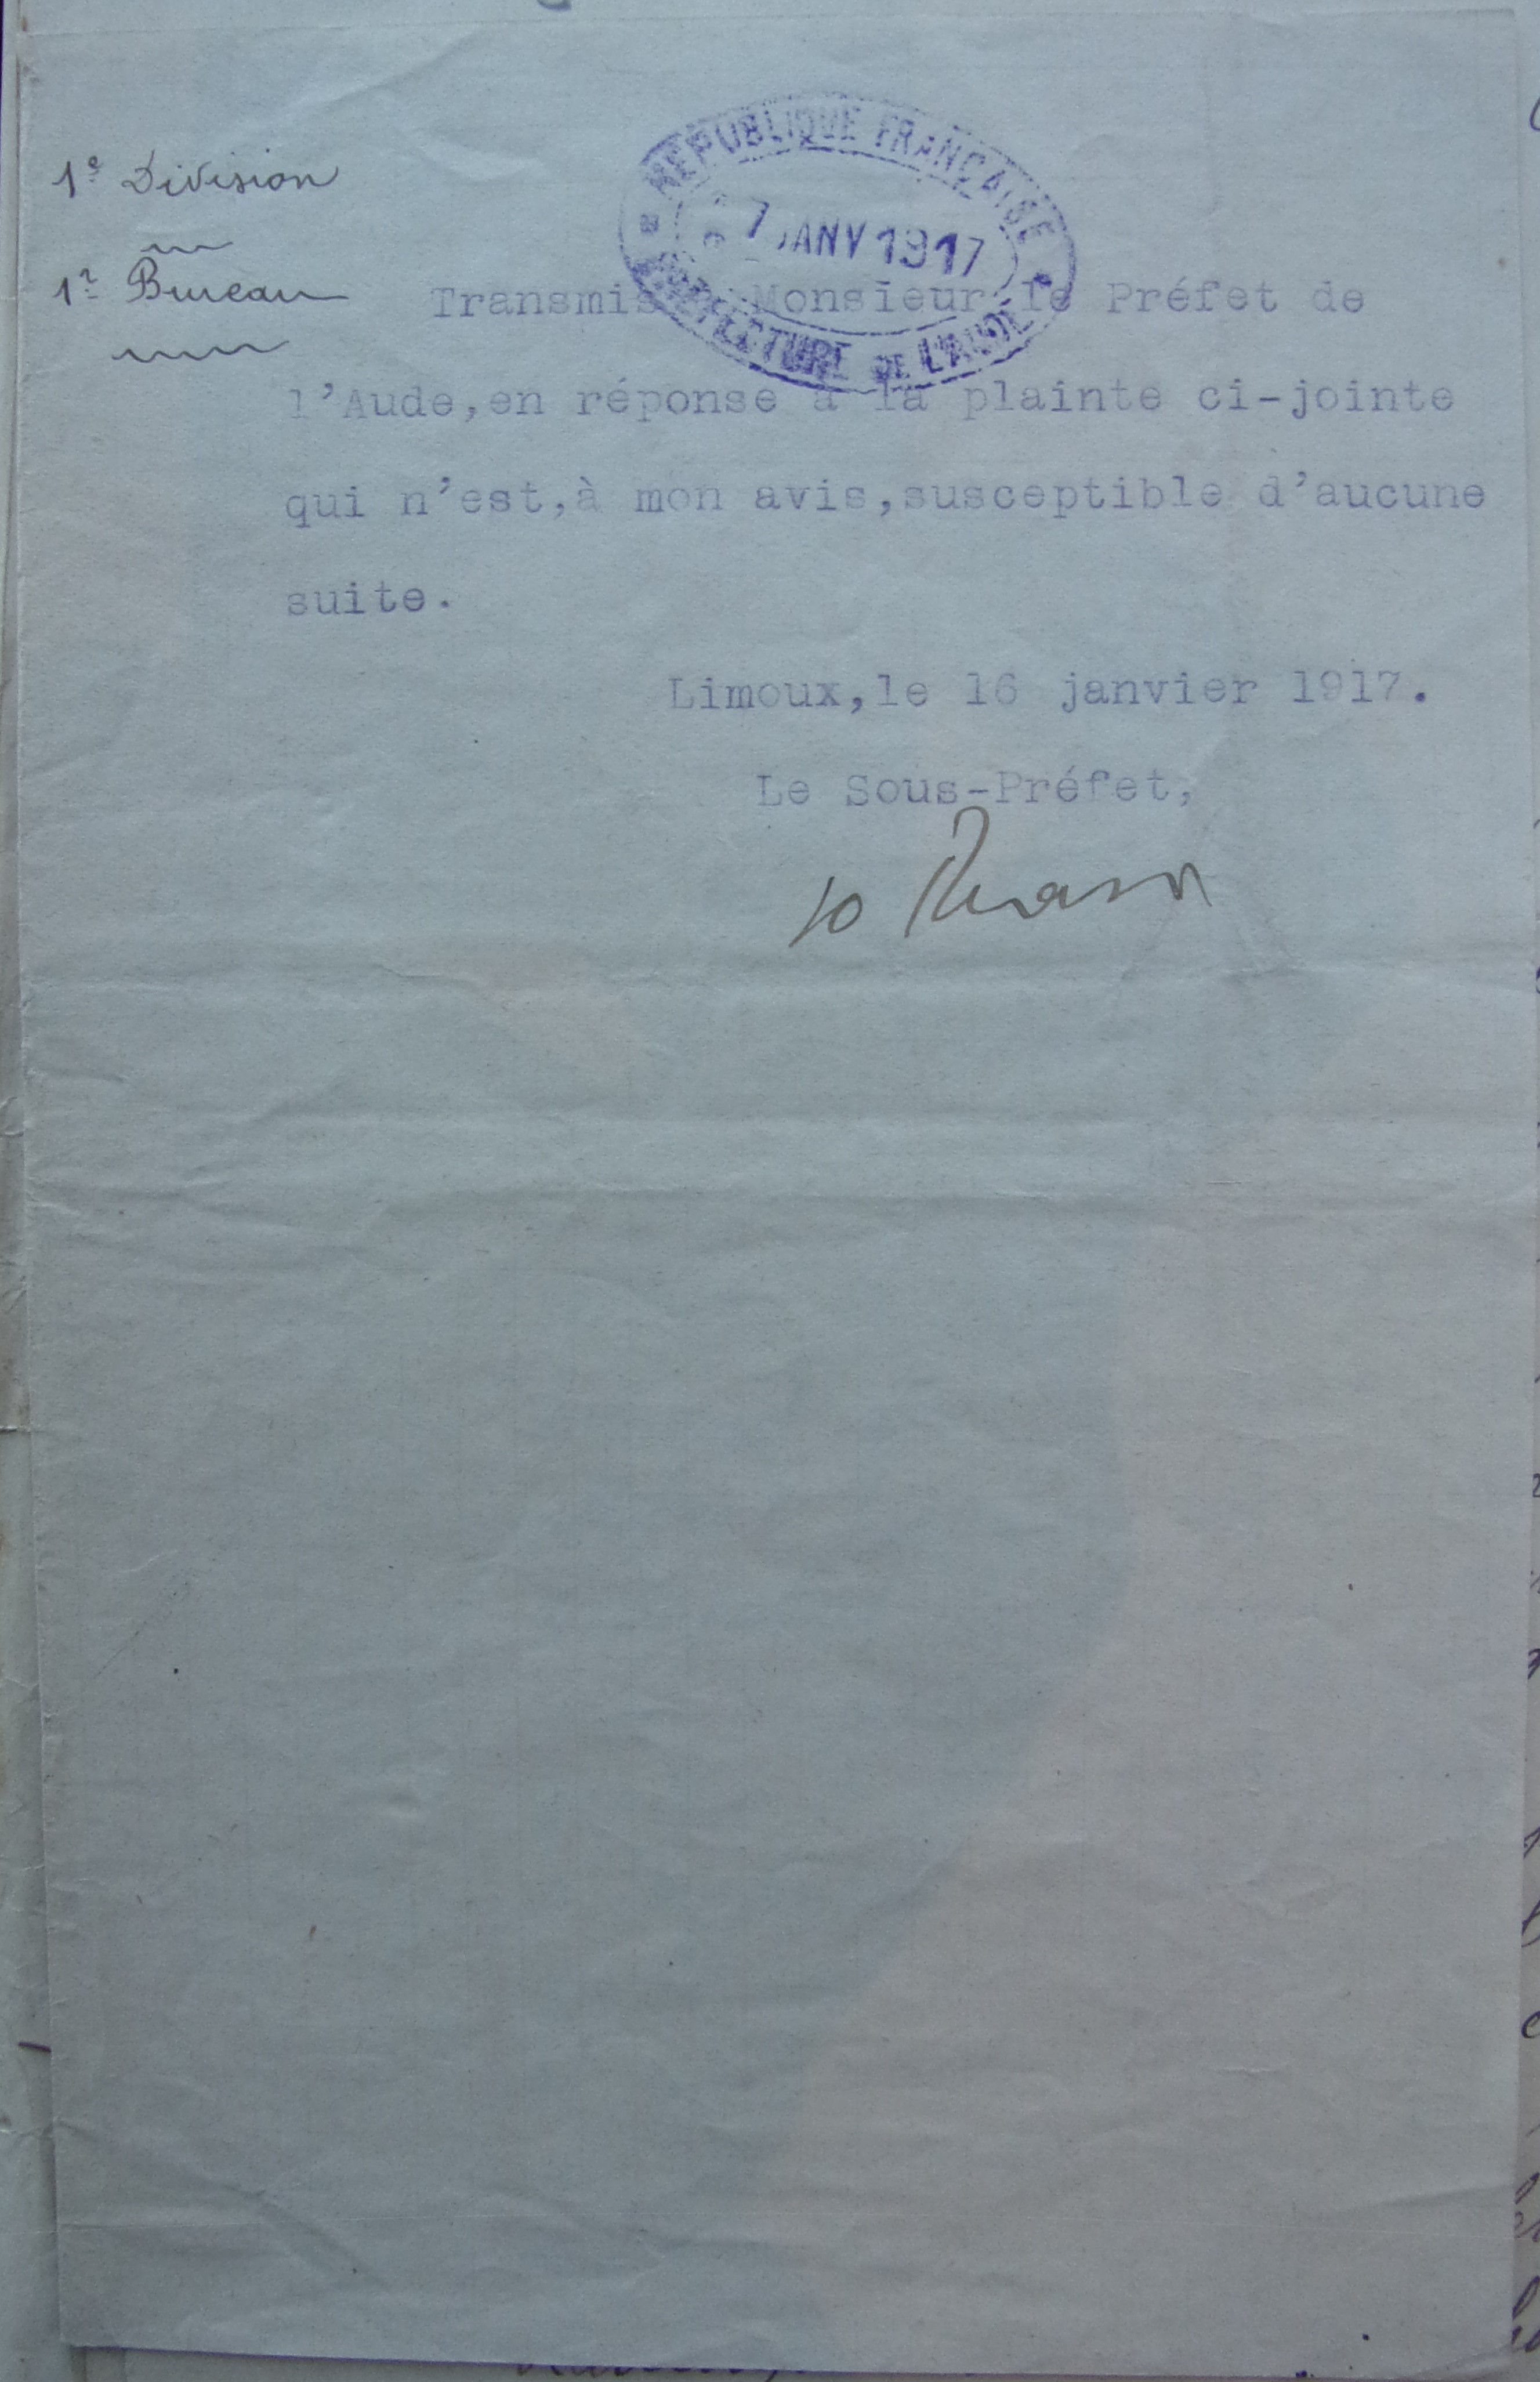 1e Division
1r Bureau
RÉPUBLIQUE FRANÇAISE
7 JANV 1917
PRÉFECTURE DE L'AUDE
Transmis Monsieur le Préfet de
l'Aude,en réponse à la plainte ci-jointe
qui n'est,à mon avis,susceptible d'aucune
suite.
Limoux,le 16 janvier 1917.
Le Sous-Préfet,